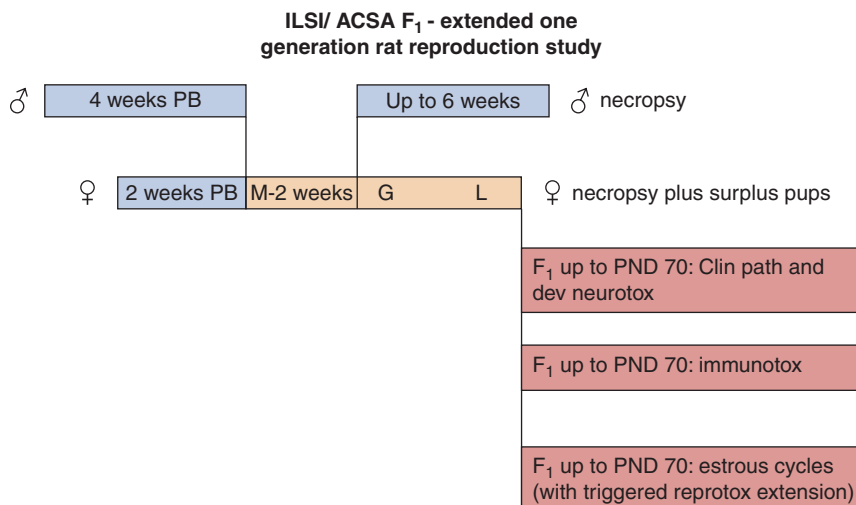 ILSI/ ACSA F₁ - extended one
generation rat reproduction study
♂ 4 weeks PB Up to 6 weeks ♂ necropsy
♀ 2 weeks PB M-2 weeks G L ♀ necropsy plus surplus pups
F₁ up to PND 70: Clin path and
dev neurotox
F₁ up to PND 70: immunotox
F₁ up to PND 70: estrous cycles
(with triggered reprotox extension)